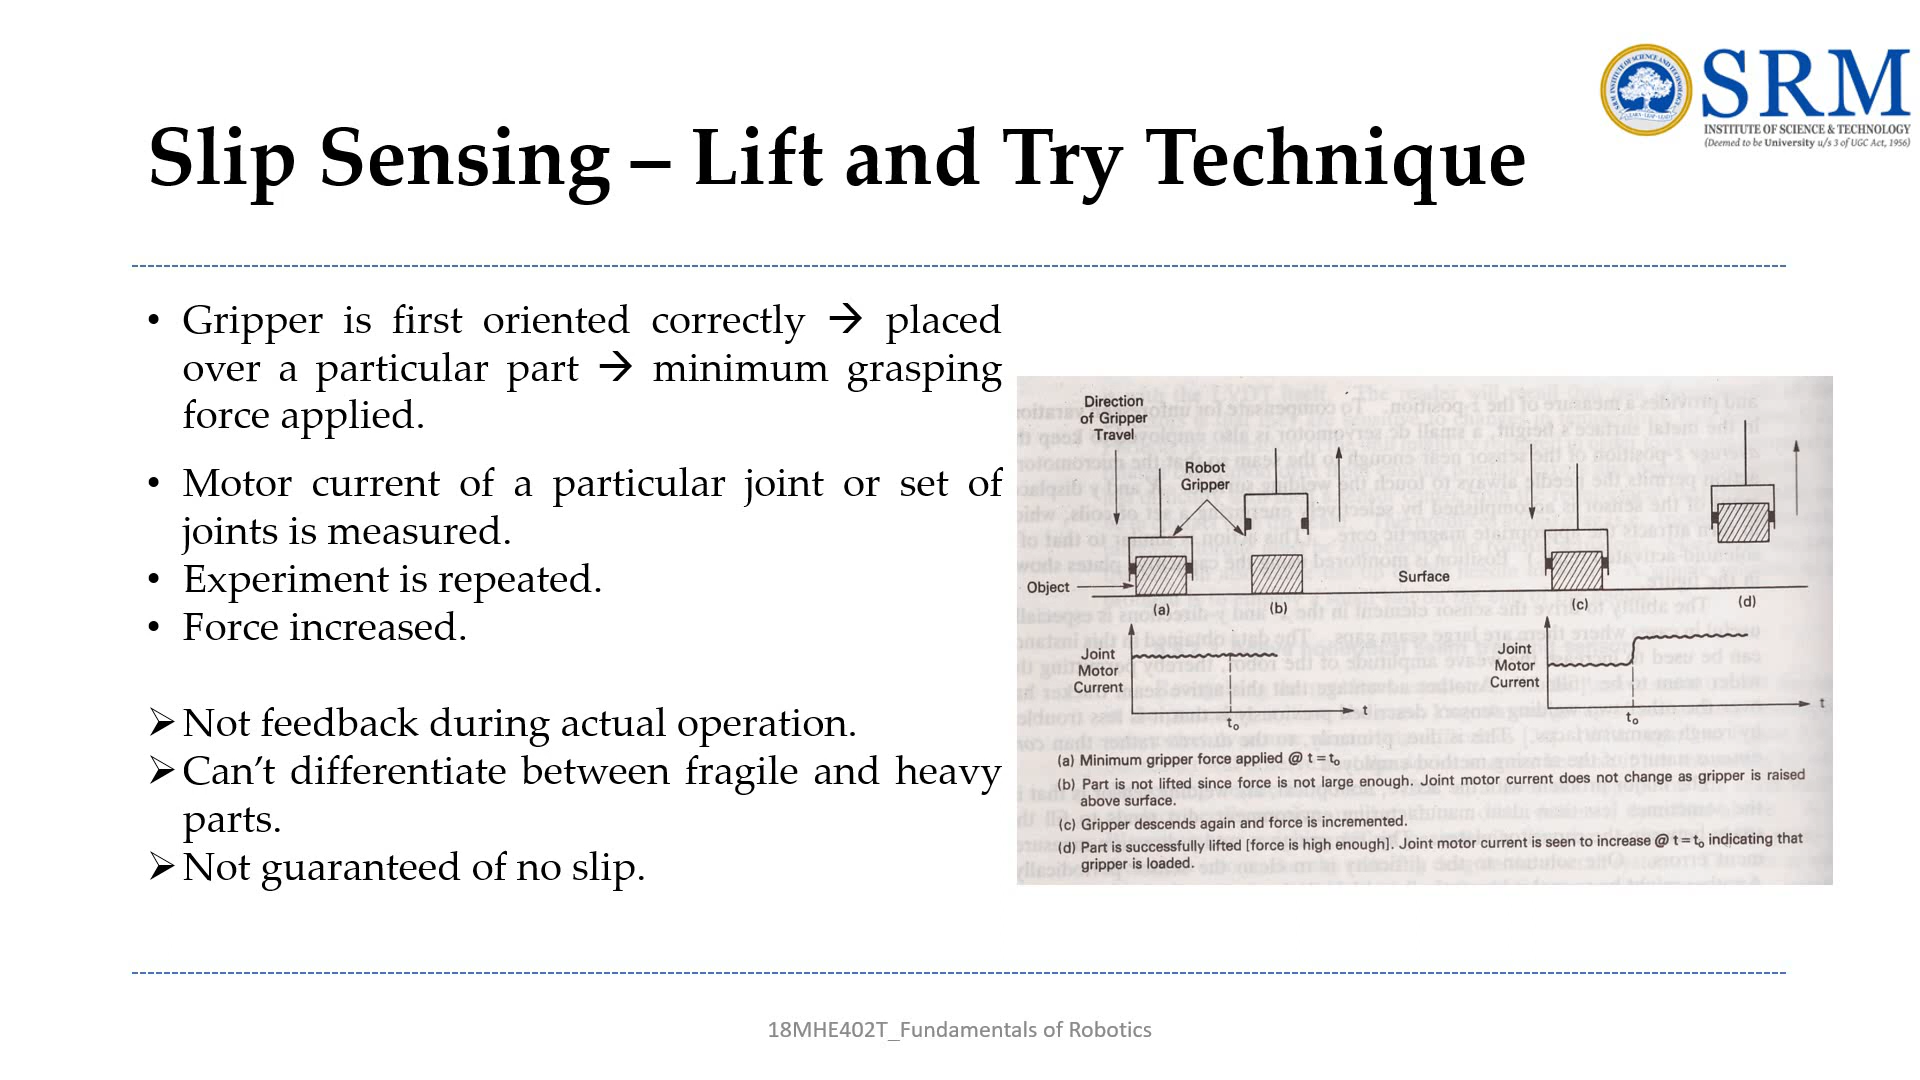 SRM
INSTITUTE OF SCIENCE & TECHNOLOGY
(Deemed to be University u/s 3 of UGC Act, 1956)
Slip Sensing – Lift and Try Technique
• Gripper is first oriented correctly → placed
over a particular part → minimum grasping
force applied.
• Motor current of a particular joint or set of
joints is measured.
• Experiment is repeated.
• Force increased.
➢ Not feedback during actual operation.
➢ Can’t differentiate between fragile and heavy
parts.
➢ Not guaranteed of no slip.
Direction
of Gripper
Travel
Robot
Gripper
Object
Surface
(a)
(b)
(c)
(d)
Joint
Motor
Current
t₀
t
Joint
Motor
Current
t₀
t
(a) Minimum gripper force applied @ t = t₀
(b) Part is not lifted since force is not large enough. Joint motor current does not change as gripper is raised
above surface.
(c) Gripper descends again and force is incremented.
(d) Part is successfully lifted [force is high enough]. Joint motor current is seen to increase @ t = t₀ indicating that
gripper is loaded.
18MHE402T_Fundamentals of Robotics